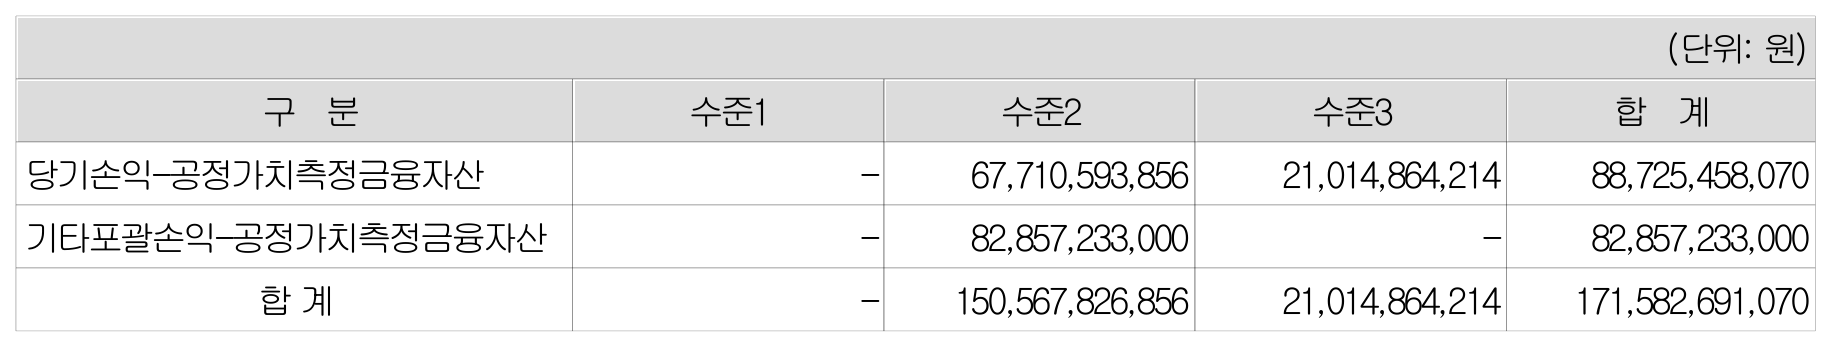 (단위: 원)
구 분 수준1 수준2 수준3 합 계
당기손익-공정가치측정금융자산 - 67,710,593,856 21,014,864,214 88,725,458,070
기타포괄손익-공정가치측정금융자산 - 82,857,233,000 - 82,857,233,000
합 계 - 150,567,826,856 21,014,864,214 171,582,691,070